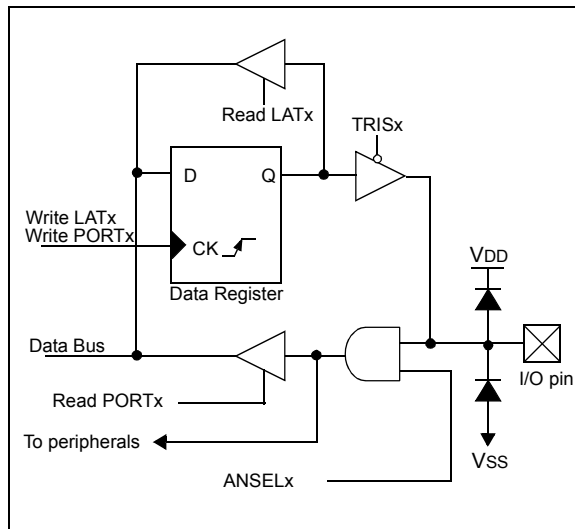 Read LATx
TRISx
D Q
Write LATx
Write PORTx
CK
Data Register
VDD
Data Bus
I/O pin
Read PORTx
To peripherals
VSS
ANSELx